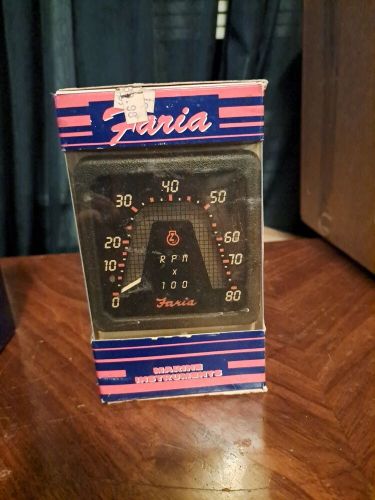 Faria
40
30 50
20 60
10 70
0 80
RPM
X
100
Faria
MARINE
INSTRUMENTS